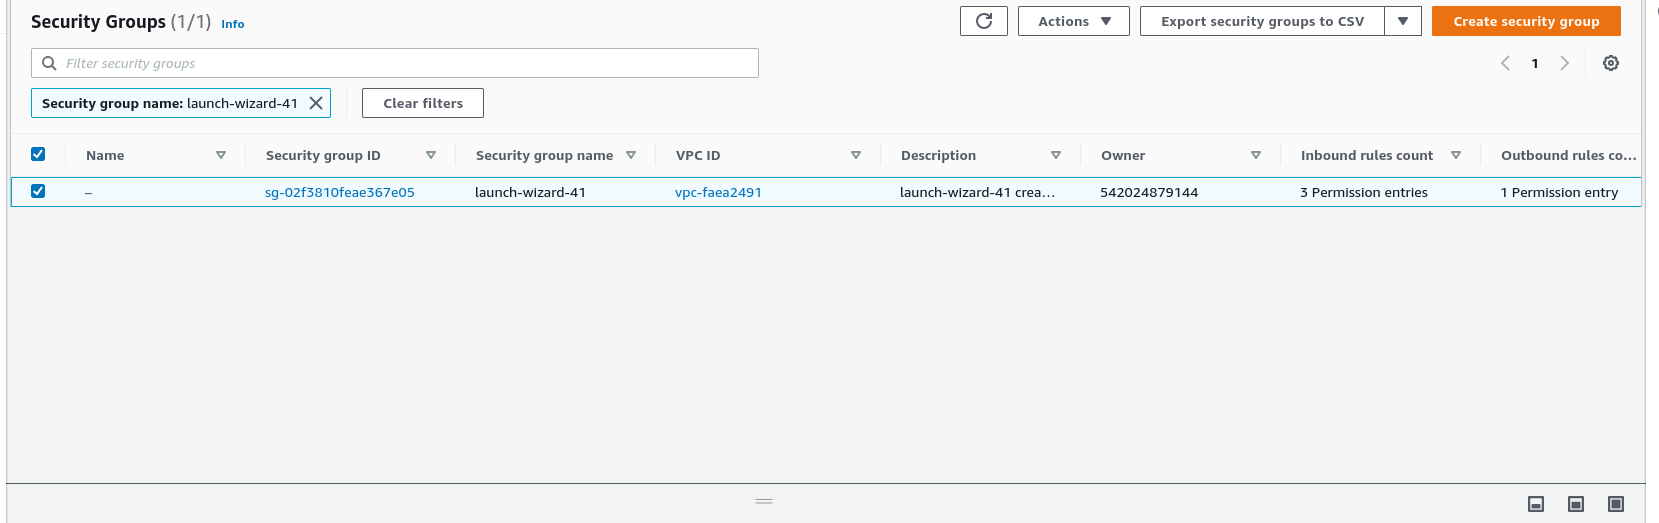 Security Groups (1/1) Info
Actions
Export security groups to CSV
Create security group
Filter security groups
1
Security group name: launch-wizard-41
Clear filters
Name Security group ID Security group name VPC ID Description Owner Inbound rules count Outbound rules co...
– sg-02f3810feae367e05 launch-wizard-41 vpc-faea2491 launch-wizard-41 crea... 542024879144 3 Permission entries 1 Permission entry